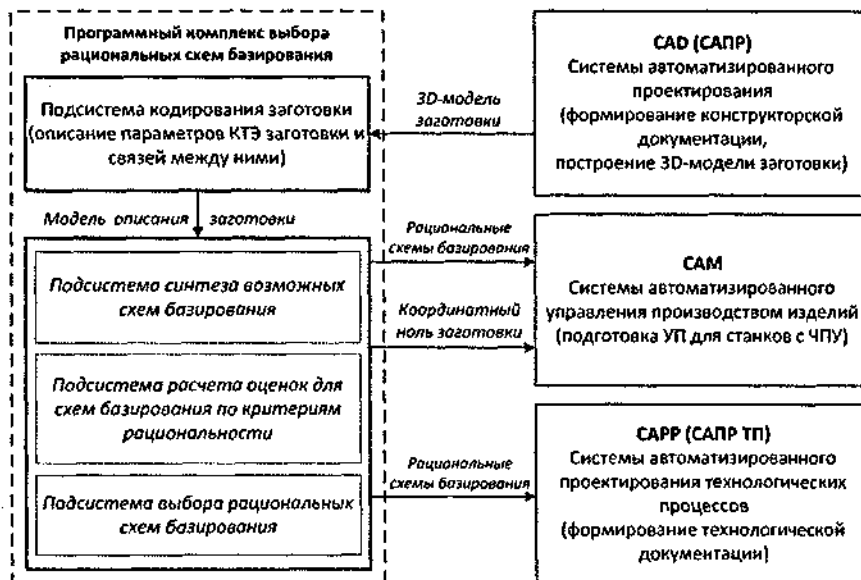 Программный комплекс выбора
рациональных схем базирования
Подсистема кодирования заготовки
(описание параметров КТЭ заготовки и
связей между ними)
3D-модель
заготовки
CAD (САПР)
Системы автоматизированного
проектирования
(формирование конструкторской
документации,
построение 3D-модели заготовки)
Модель описания заготовки
Подсистема синтеза возможных
схем базирования
Подсистема расчета оценок для
схем базирования по критериям
рациональности
Подсистема выбора рациональных
схем базирования
Рациональные
схемы базирования
Координатный
ноль заготовки
CAM
Системы автоматизированного
управления производством изделий
(подготовка УП для станков с ЧПУ)
Рациональные
схемы базирования
CAPP (САПР ТП)
Системы автоматизированного
проектирования технологических
процессов
(формирование технологической
документации)